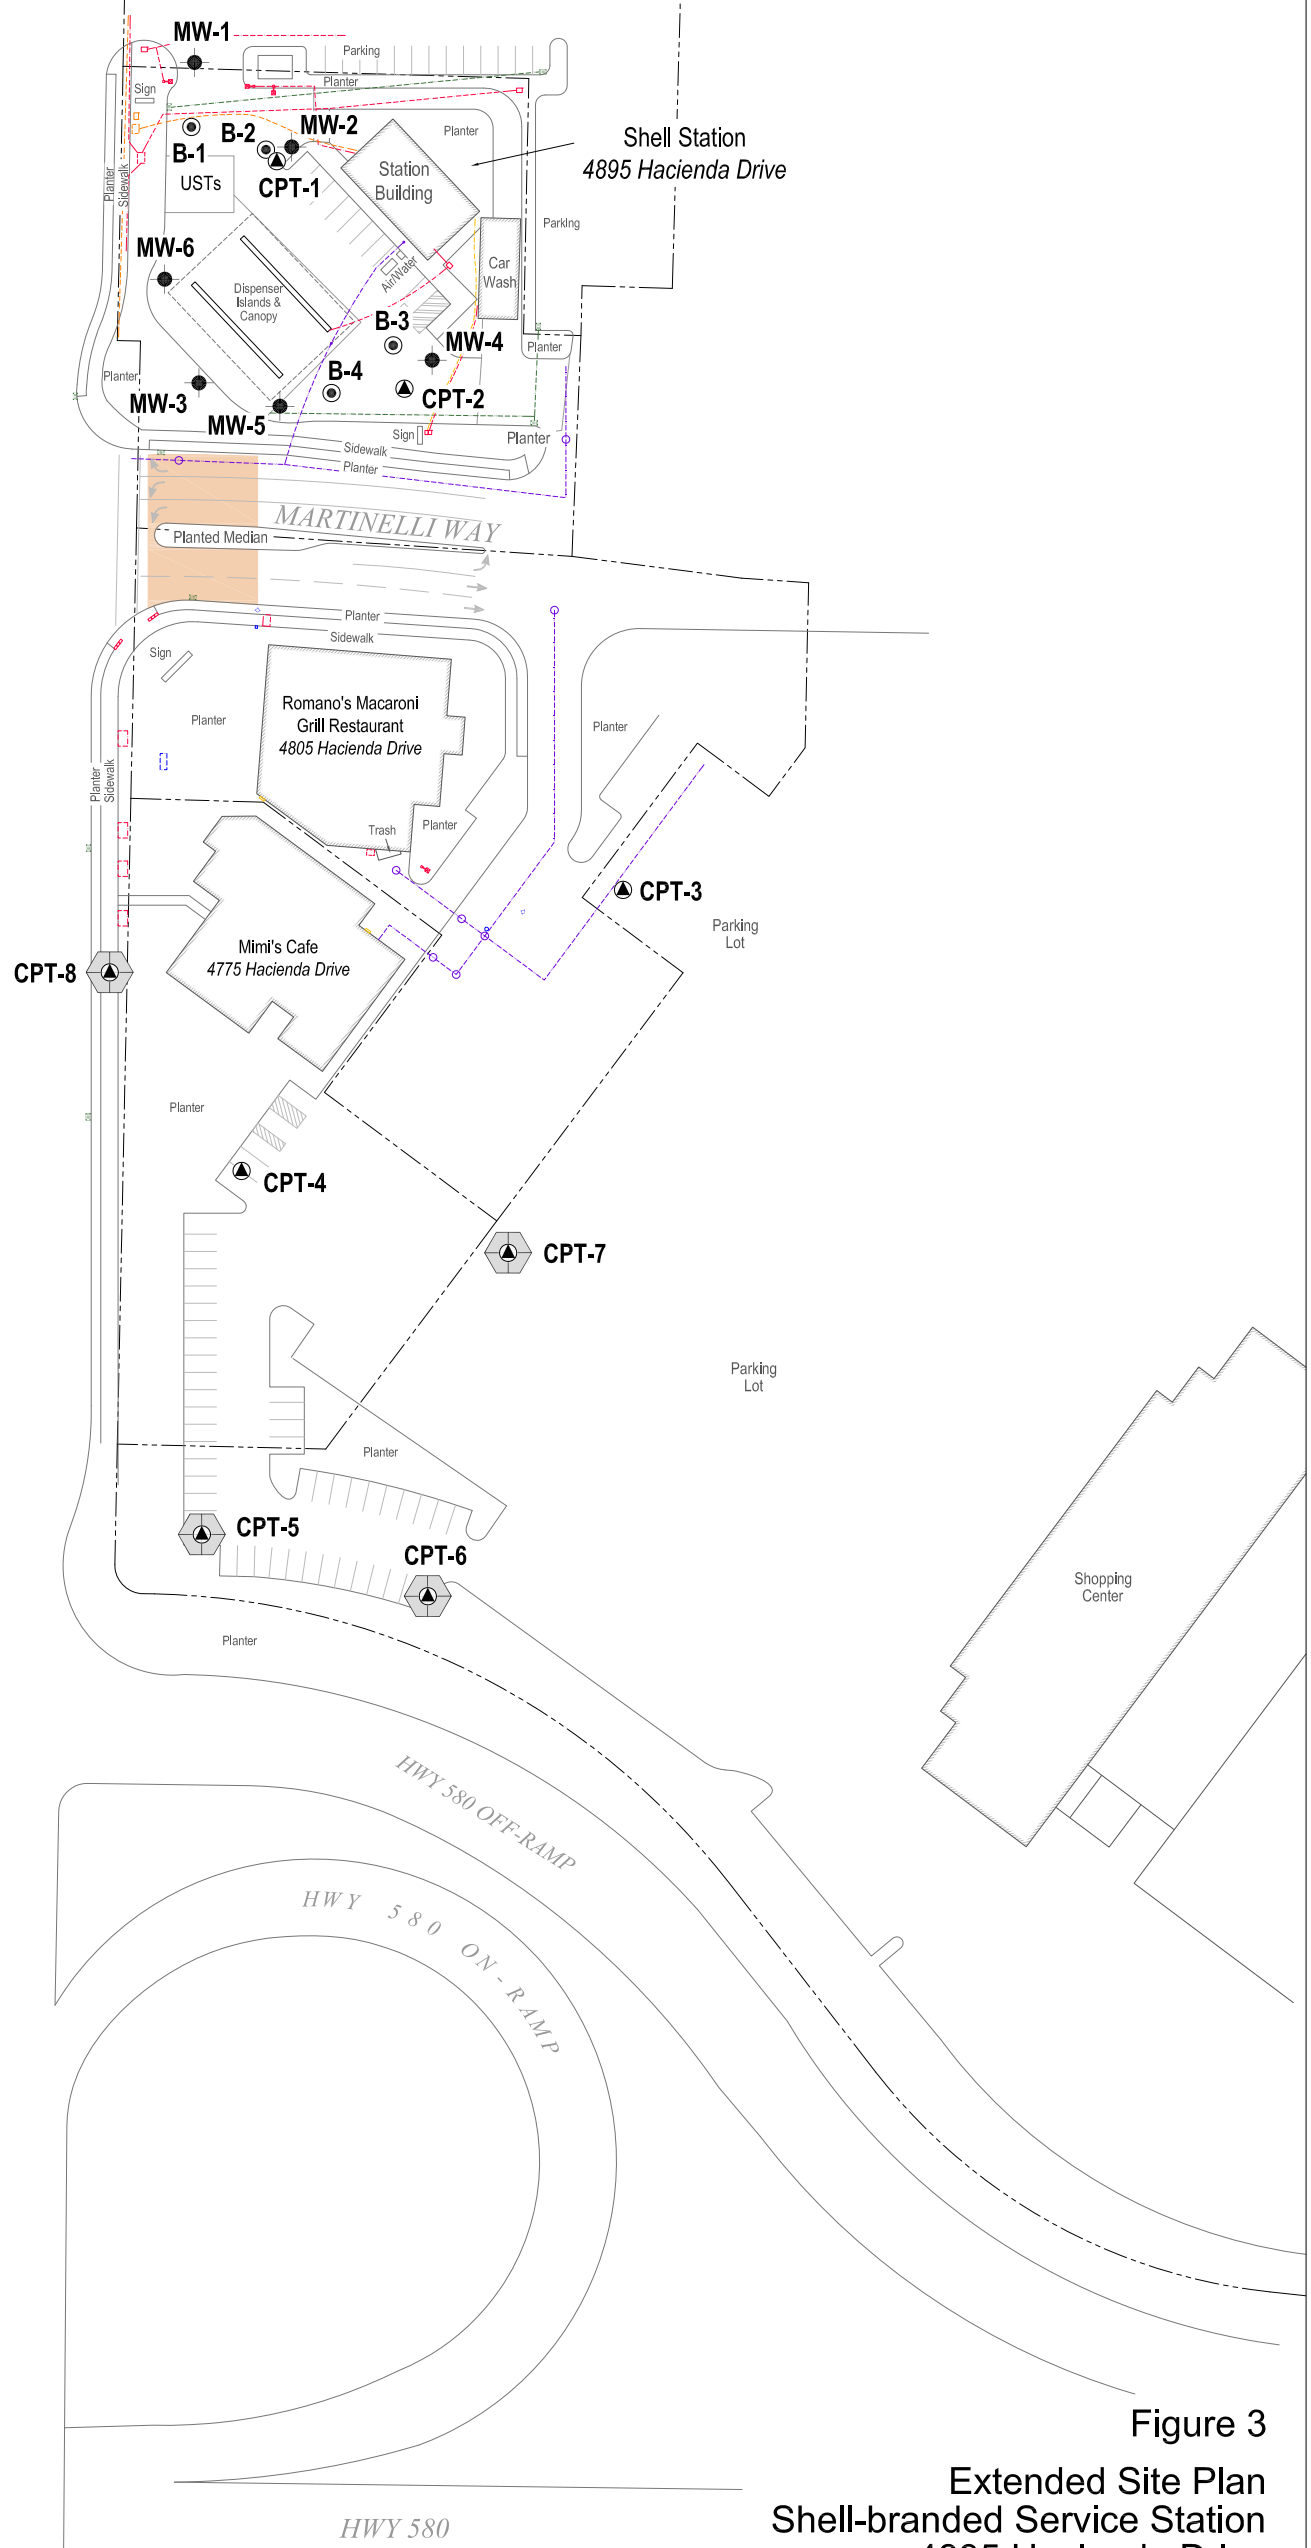 MW-1
Parking
Planter
Sign
B-1
B-2
MW-2
CPT-1
USTs
Planter
Station
Building
Shell Station
4895 Hacienda Drive
Planter
Sidewalk
Parking
MW-6
Dispenser
Islands &
Canopy
Air/Water
Car
Wash
B-3
MW-4
Planter
B-4
CPT-2
Planter
MW-3
MW-5
Sign
Planter
Sidewalk
Planter
MARTINELLI WAY
Planted Median
Planter
Sidewalk
Sign
Planter
Romano's Macaroni
Grill Restaurant
4805 Hacienda Drive
Planter
Planter
Sidewalk
Trash
Planter
CPT-3
Parking
Lot
Mimi's Cafe
4775 Hacienda Drive
CPT-8
Planter
CPT-4
CPT-7
Parking
Lot
Planter
CPT-5
CPT-6
Shopping
Center
Planter
HWY 580 OFF-RAMP
HWY 580 ON-RAMP
Figure 3
Extended Site Plan
Shell-branded Service Station
4895 Hacienda Drive
HWY 580